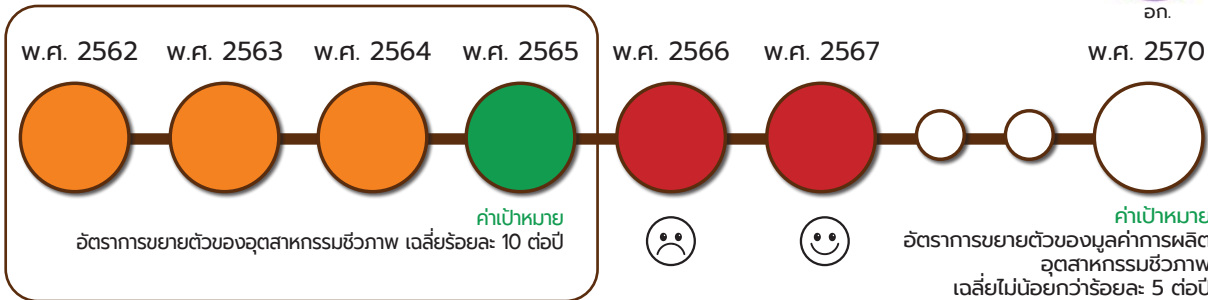 อก.
พ.ศ. 2562 พ.ศ. 2563 พ.ศ. 2564 พ.ศ. 2565 พ.ศ. 2566 พ.ศ. 2567 พ.ศ. 2570
ค่าเป้าหมาย
อัตราการขยายตัวของอุตสาหกรรมชีวภาพ เฉลี่ยร้อยละ 10 ต่อปี
ค่าเป้าหมาย
อัตราการขยายตัวของมูลค่าการผลิต
อุตสาหกรรมชีวภาพ
เฉลี่ยไม่น้อยกว่าร้อยละ 5 ต่อปี